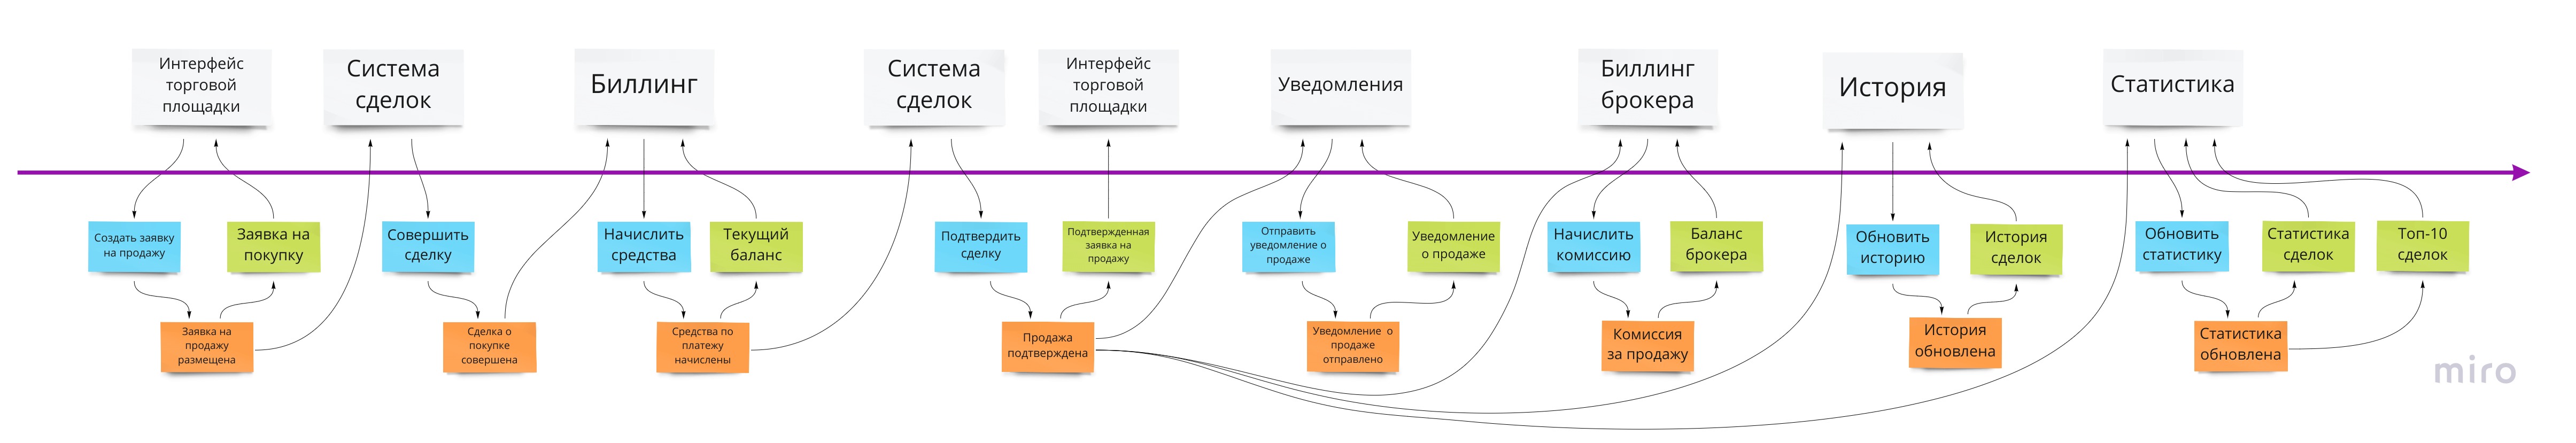 Интерфейс
торговой
площадки
Система
сделок
Биллинг
Система
сделок
Интерфейс
торговой
площадки
Уведомления
Биллинг
брокера
История
Статистика
Создать заявку
на продажу
Заявка на
покупку
Совершить
сделку
Начислить
средства
Текущий
баланс
Подтвердить
сделку
Подтвержденная
заявка на
продажу
Отправить
уведомление о
продаже
Уведомление
о продаже
Начислить
комиссию
Баланс
брокера
Обновить
историю
История
сделок
Обновить
статистику
Статистика
сделок
Топ-10
сделок
Заявка на
продажу
размещена
Сделка о
покупке
совершена
Средства по
платежу
начислены
Продажа
подтверждена
Уведомление о
продаже
отправлено
Комиссия
за продажу
История
обновлена
Статистика
обновлена
miro